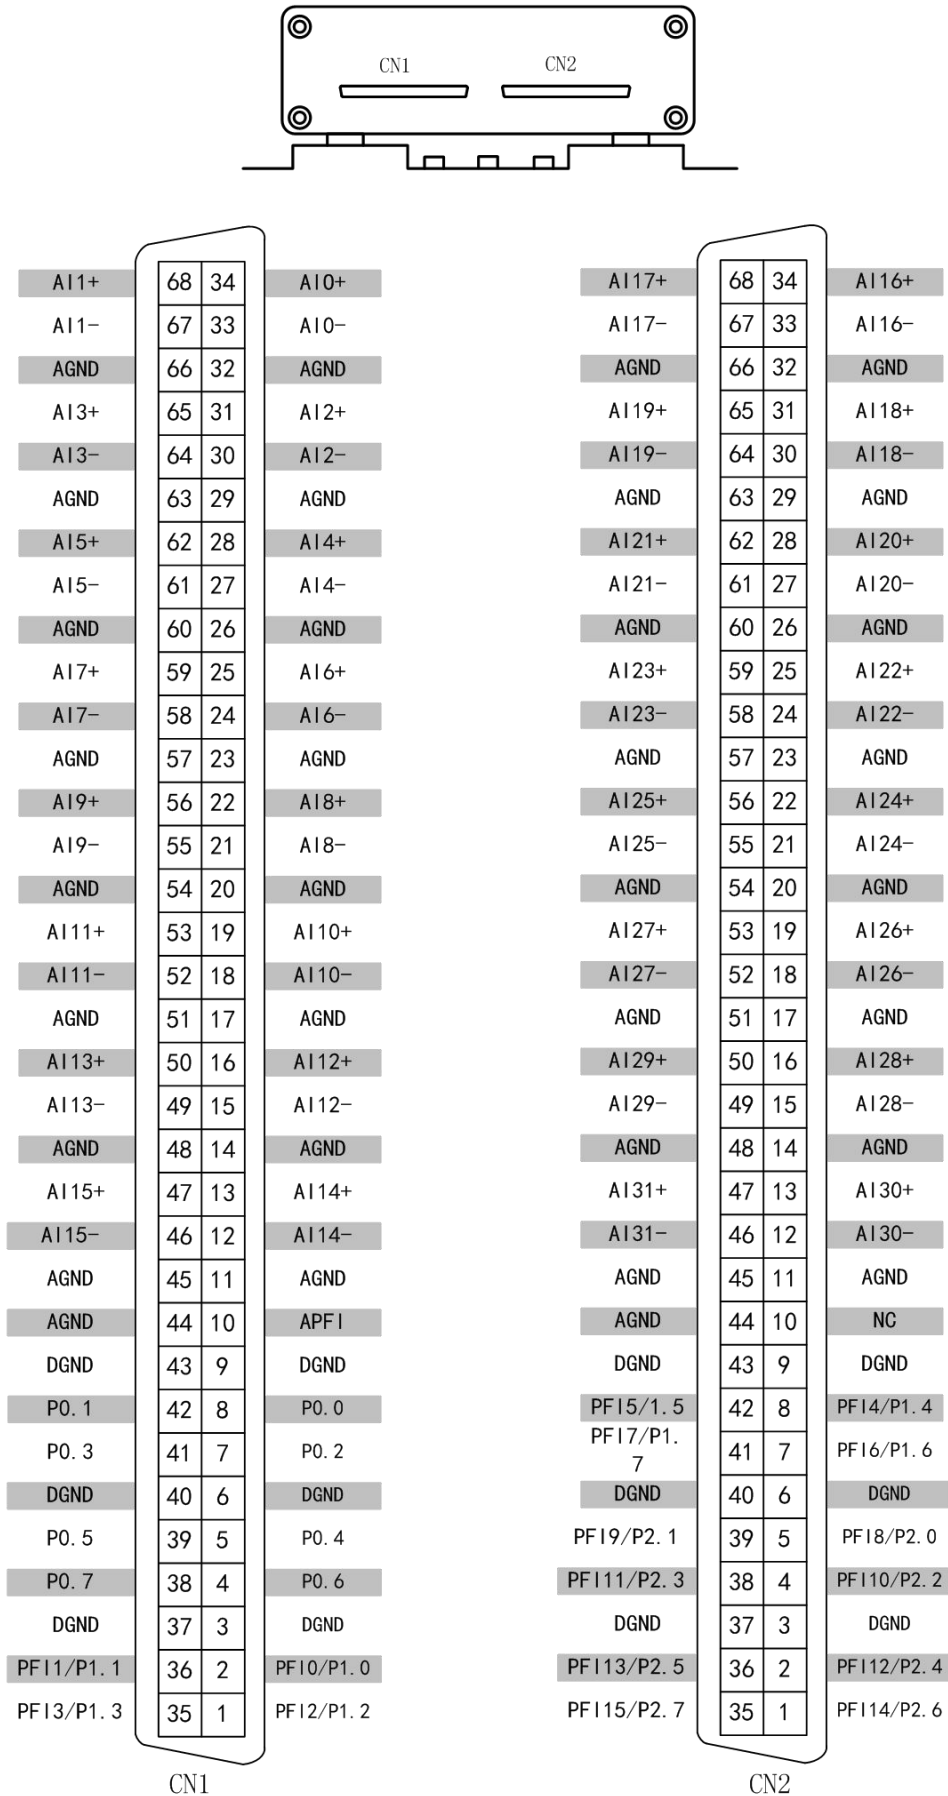 CN1 CN2
AI1+ 68 34 AI0+ AI17+ 68 34 AI16+
AI1- 67 33 AI0- AI17- 67 33 AI16-
AGND 66 32 AGND AGND 66 32 AGND
AI3+ 65 31 AI2+ AI19+ 65 31 AI18+
AI3- 64 30 AI2- AI19- 64 30 AI18-
AGND 63 29 AGND AGND 63 29 AGND
AI5+ 62 28 AI4+ AI21+ 62 28 AI20+
AI5- 61 27 AI4- AI21- 61 27 AI20-
AGND 60 26 AGND AGND 60 26 AGND
AI7+ 59 25 AI6+ AI23+ 59 25 AI22+
AI7- 58 24 AI6- AI23- 58 24 AI22-
AGND 57 23 AGND AGND 57 23 AGND
AI9+ 56 22 AI8+ AI25+ 56 22 AI24+
AI9- 55 21 AI8- AI25- 55 21 AI24-
AGND 54 20 AGND AGND 54 20 AGND
AI11+ 53 19 AI10+ AI27+ 53 19 AI26+
AI11- 52 18 AI10- AI27- 52 18 AI26-
AGND 51 17 AGND AGND 51 17 AGND
AI13+ 50 16 AI12+ AI29+ 50 16 AI28+
AI13- 49 15 AI12- AI29- 49 15 AI28-
AGND 48 14 AGND AGND 48 14 AGND
AI15+ 47 13 AI14+ AI31+ 47 13 AI30+
AI15- 46 12 AI14- AI31- 46 12 AI30-
AGND 45 11 AGND AGND 45 11 AGND
AGND 44 10 APFI AGND 44 10 NC
DGND 43 9 DGND DGND 43 9 DGND
P0.1 42 8 P0.0 PFI5/1.5 42 8 PFI4/P1.4
P0.3 41 7 P0.2 PFI7/P1.
7 41 7 PFI6/P1.6
DGND 40 6 DGND DGND 40 6 DGND
P0.5 39 5 P0.4 PFI9/P2.1 39 5 PFI8/P2.0
P0.7 38 4 P0.6 PFI11/P2.3 38 4 PFI10/P2.2
DGND 37 3 DGND DGND 37 3 DGND
PFI1/P1.1 36 2 PFI0/P1.0 PFI13/P2.5 36 2 PFI12/P2.4
PFI3/P1.3 35 1 PFI2/P1.2 PFI15/P2.7 35 1 PFI14/P2.6
CN1 CN2